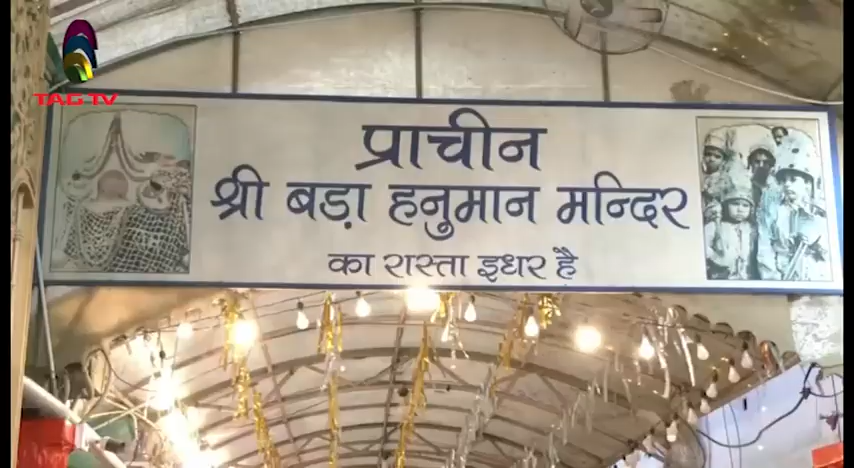 TAG TV
प्राचीन
श्री बड़ा हनुमान मन्दिर
का रास्ता इधर है